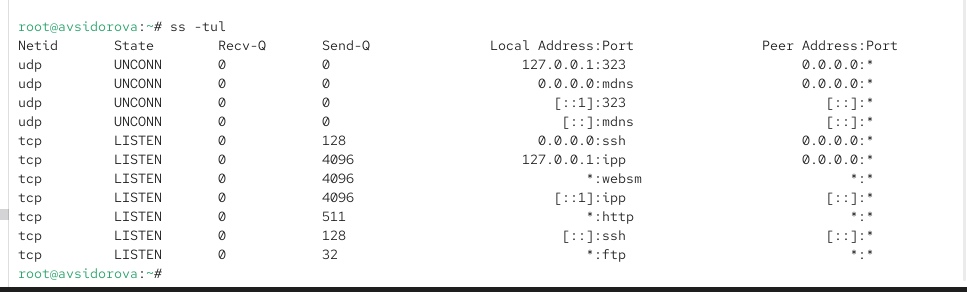 root@avsidorova:~# ss -tul
Netid State Recv-Q Send-Q Local Address:Port Peer Address:Port
udp UNCONN 0 0 127.0.0.1:323 0.0.0.0:*
udp UNCONN 0 0 0.0.0.0:mdns 0.0.0.0:*
udp UNCONN 0 0 [::1]:323 [::]:*
udp UNCONN 0 0 [::]:mdns [::]:*
tcp LISTEN 0 128 0.0.0.0:ssh 0.0.0.0:*
tcp LISTEN 0 4096 127.0.0.1:ipp 0.0.0.0:*
tcp LISTEN 0 4096 *:websm *:*
tcp LISTEN 0 4096 [::1]:ipp [::]:*
tcp LISTEN 0 511 *:http *:*
tcp LISTEN 0 128 [::]:ssh [::]:*
tcp LISTEN 0 32 *:ftp *:*
root@avsidorova:~#